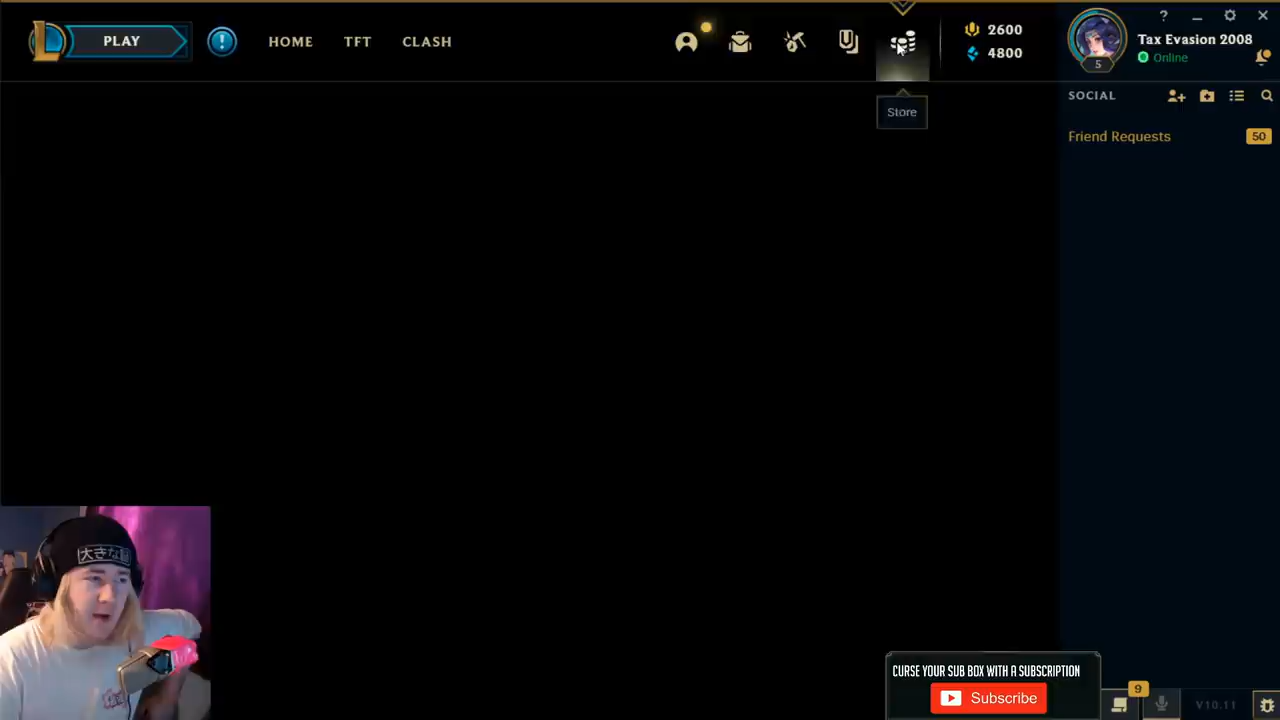 PLAY
HOME
TFT
CLASH
2600
4800
?
Tax Evasion 2008
Online
5
Store
SOCIAL
Friend Requests
50
大きな
CURSE YOUR SUB BOX WITH A SUBSCRIPTION
Subscribe
9
V10.11